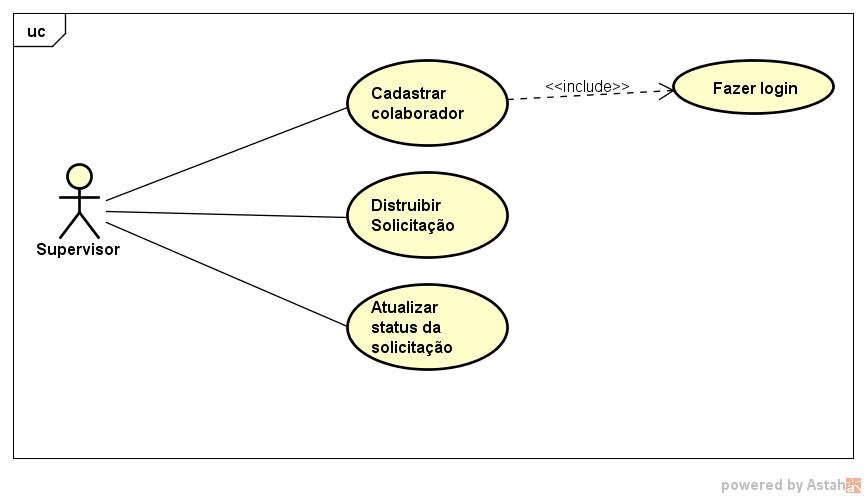 uc
Cadastrar
colaborador
<<include>>
Fazer login
Distruibir
Solicitação
Supervisor
Atualizar
status da
solicitação
powered by Astah